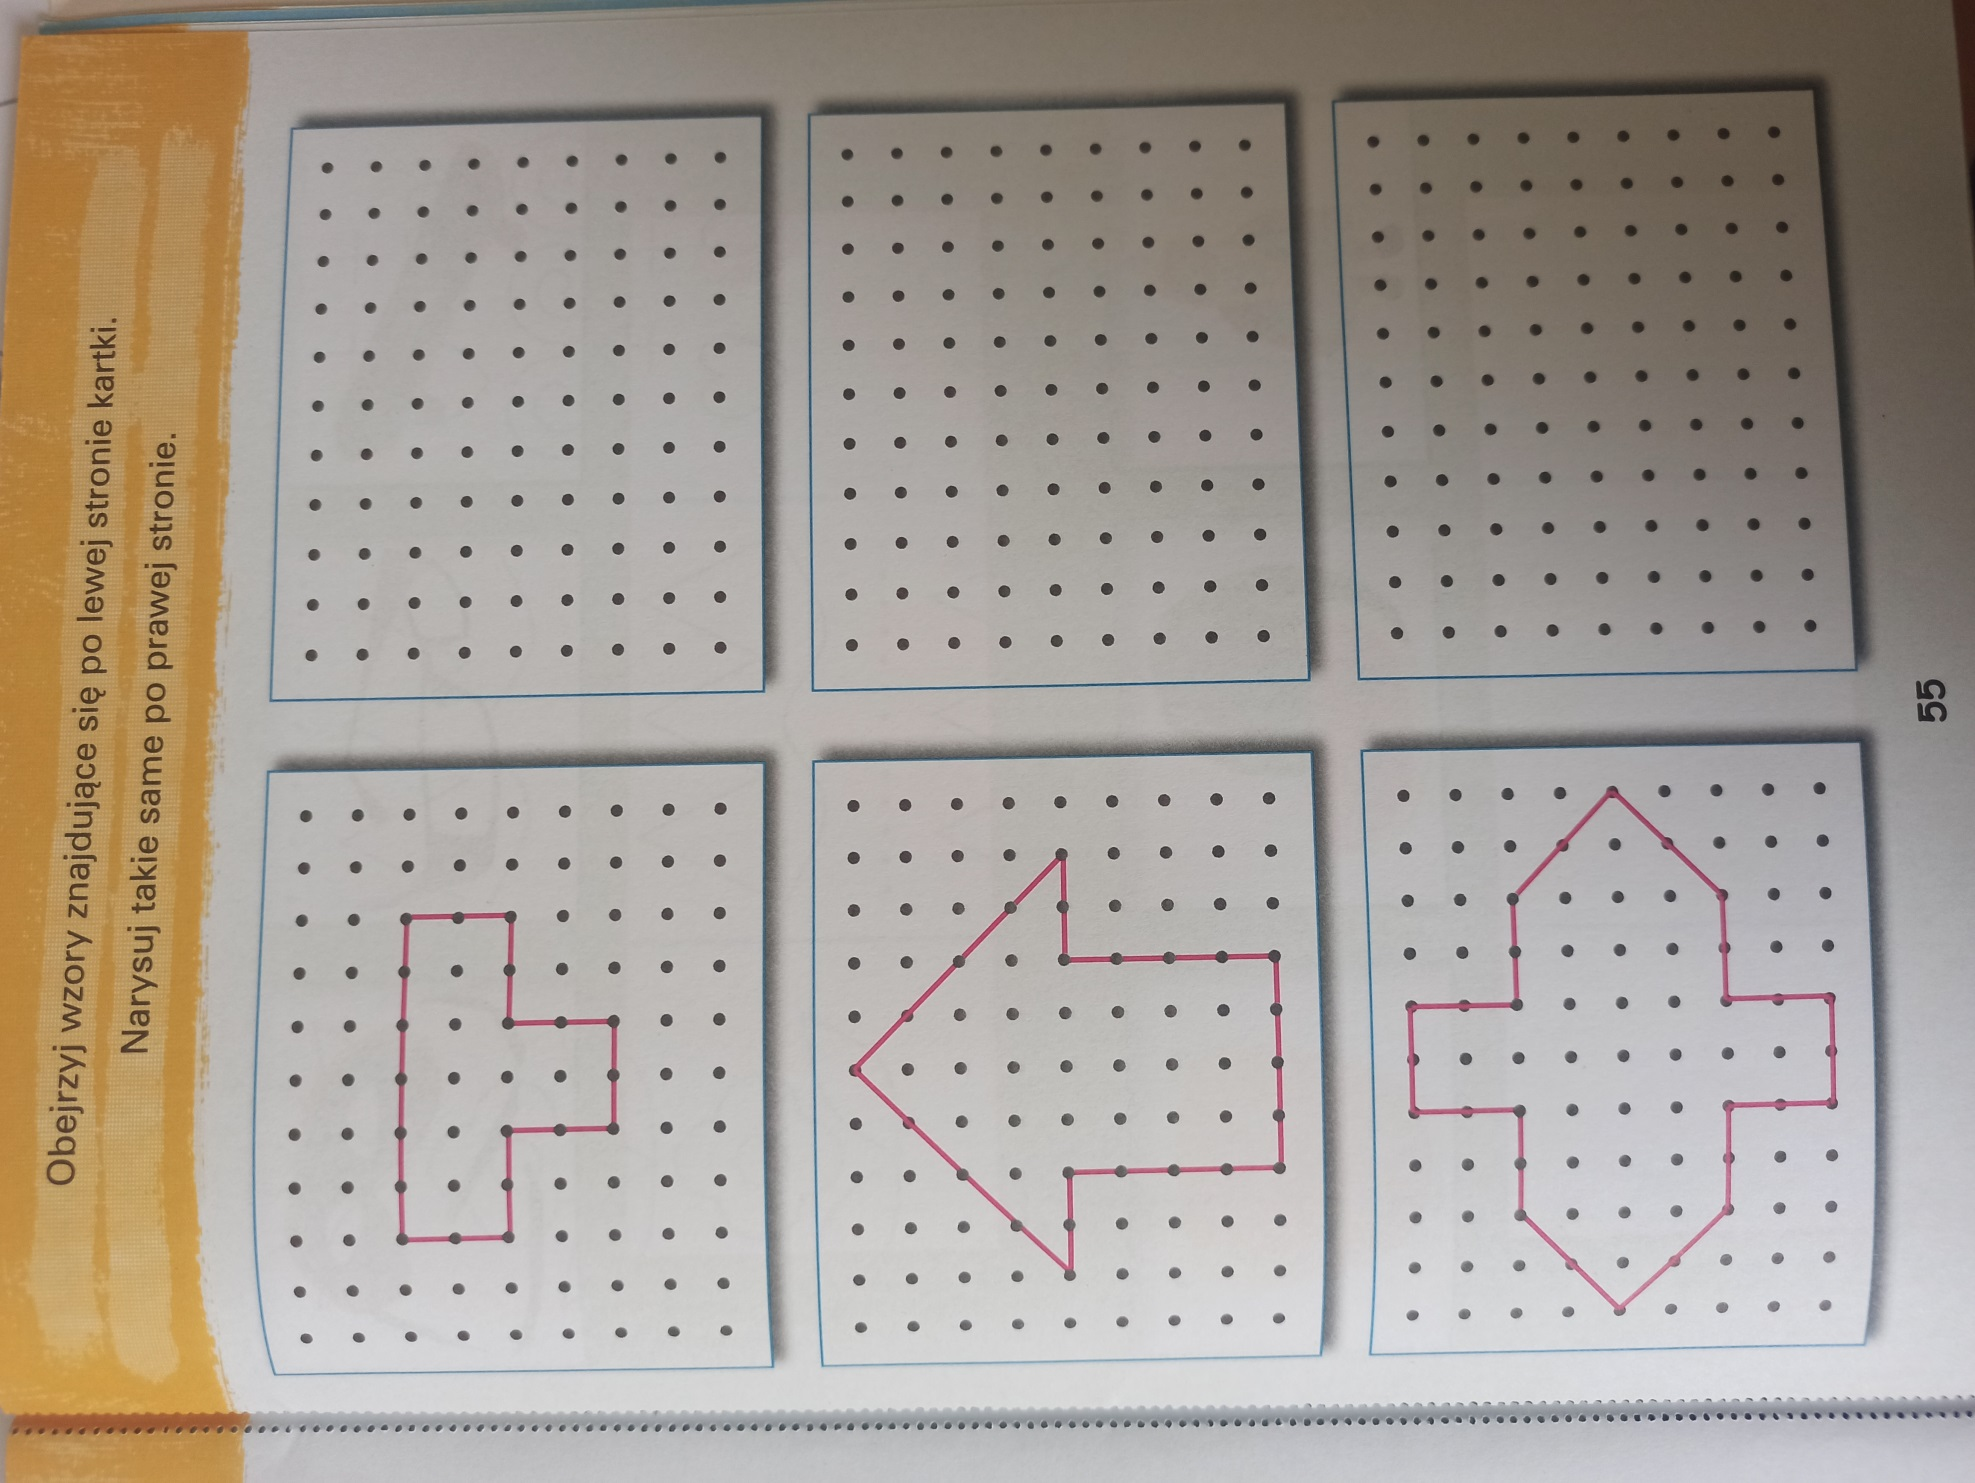 Obejrzyj wzory znajdujące się po lewej stronie kartki.
Narysuj takie same po prawej stronie.
55